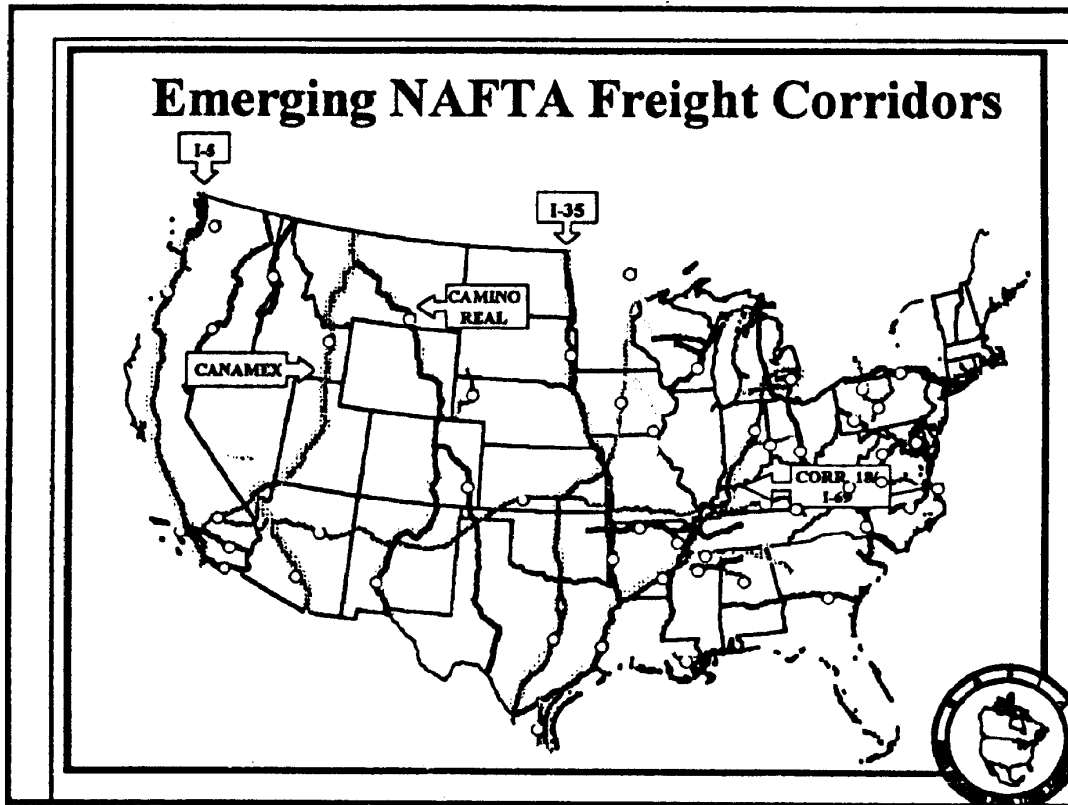 Emerging NAFTA Freight Corridors
I-5
I-35
CAMINO
REAL
CANAMEX
CORR 18/
I-69